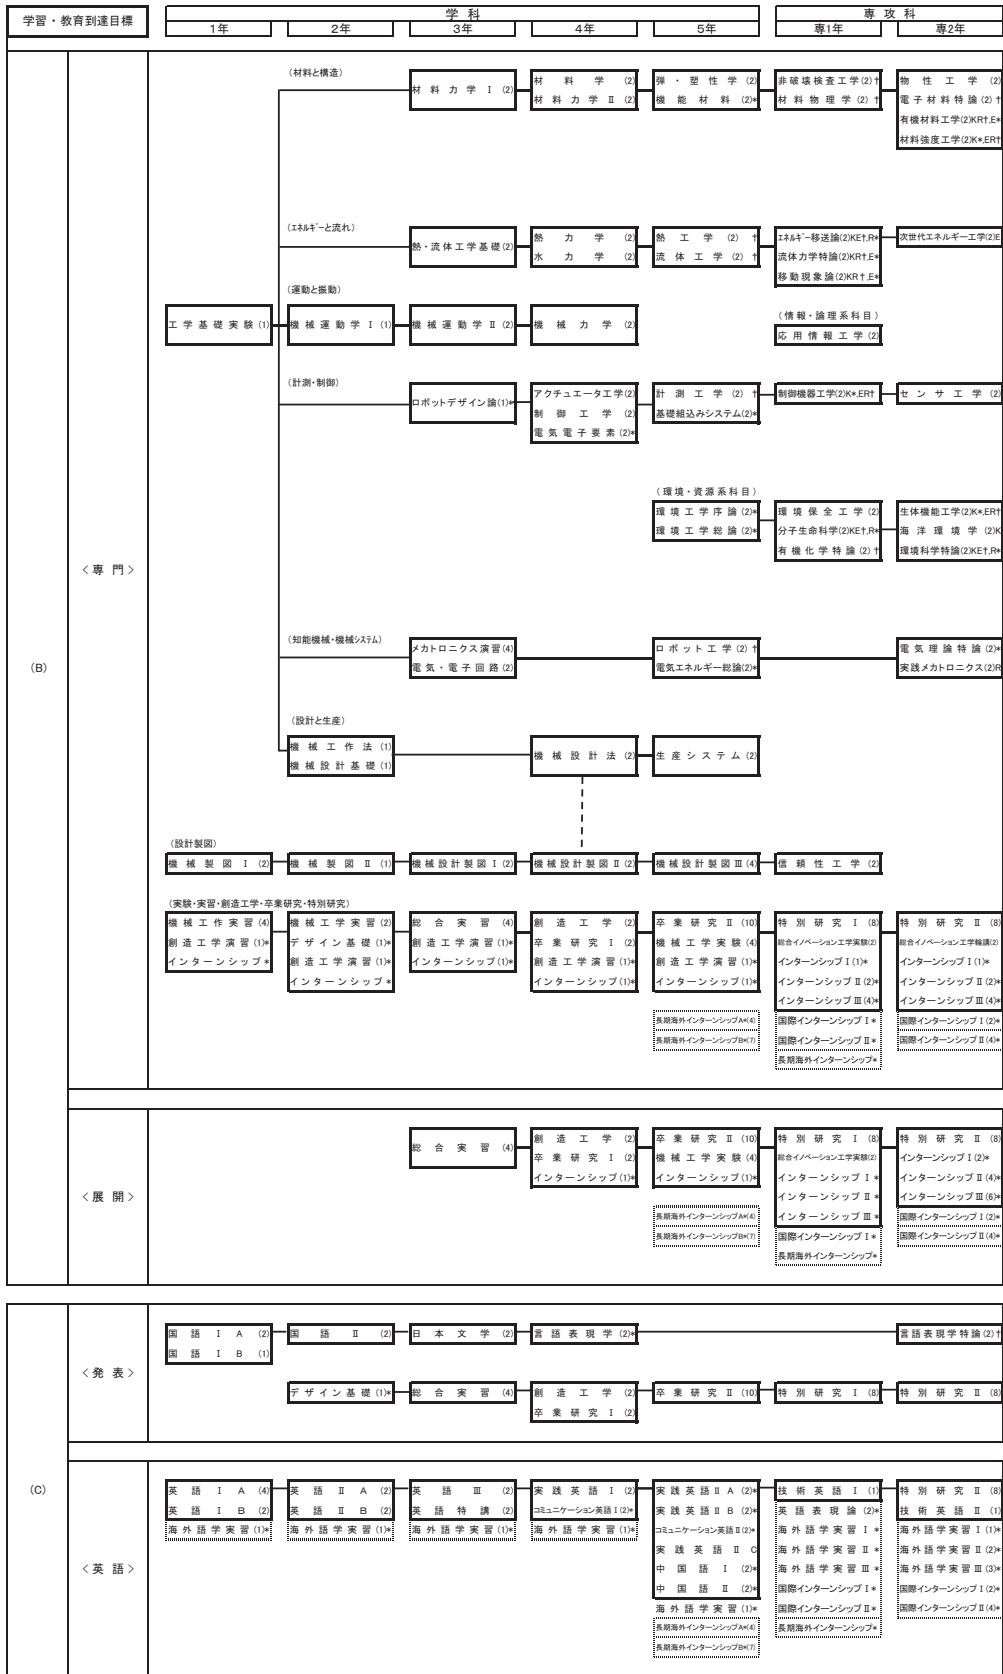 学習・教育到達目標
学科
専攻科
1年 2年 3年 4年 5年 専1年 専2年
(B)
<専門>
(材料と構造)
材料力学Ⅰ(2)
材料学(2)
材料力学Ⅱ(2)
弾・塑性学(2)
機能材料(2)*
非破壊検査工学(2)†
材料物理学(2)†
物性工学(2)
電子材料特論(2)†
有機材料工学(2)KR†,E*
材料強度工学(2)K*,ER†
(エネルギーと流れ)
熱・流体工学基礎(2)
熱力学(2)
水力学(2)
熱工学(2)†
流体工学(2)†
エネルギー移送論(2)KE†,R*
流体力学特論(2)KR†,E*
移動現象論(2)KR†,E*
次世代エネルギー工学(2)E
(運動と振動)
工学基礎実験(1)
機械運動学Ⅰ(1)
機械運動学Ⅱ(2)
機械力学(2)
(情報・論理系科目)
応用情報工学(2)
(計測・制御)
ロボットデザイン論(1)*
アクチュエータ工学(2)
制御工学(2)
電気電子要素(2)*
計測工学(2)†
基礎組込みシステム(2)*
制御機器工学(2)K*,ER†
センサ工学(2)
(環境・資源系科目)
環境工学序論(2)*
環境工学総論(2)*
環境保全工学(2)
分子生命科学(2)KE†,R*
有機化学特論(2)†
生体機能工学(2)K*,ER†
海洋環境学(2)K
環境科学特論(2)KE†,R*
(知能機械・機械システム)
メカトロニクス演習(4)
電気・電子回路(2)
ロボット工学(2)†
電気エネルギー総論(2)*
電気理論特論(2)*
実践メカトロニクス(2)R
(設計と生産)
機械工作法(1)
機械設計基礎(1)
機械設計法(2)
生産システム(2)
(設計製図)
機械製図Ⅰ(2)
機械製図Ⅱ(1)
機械設計製図Ⅰ(2)
機械設計製図Ⅱ(2)
機械設計製図Ⅲ(4)
信頼性工学(2)
(実験・実習・創造工学・卒業研究・特別研究)
機械工作実習(4)
創造工学演習(1)*
インターンシップ*
機械工学実習(2)
デザイン基礎(1)*
創造工学演習(1)*
インターンシップ*
総合実習(4)
創造工学演習(1)*
インターンシップ(1)*
創造工学(2)
卒業研究Ⅰ(2)
創造工学演習(1)*
インターンシップ(1)*
卒業研究Ⅱ(10)
機械工学実験(4)
創造工学演習(1)*
インターンシップ(1)*
長期海外インターンシップA*(4)
長期海外インターンシップB*(7)
特別研究Ⅰ(8)
総合イノベーション工学実験(2)
インターンシップⅠ(1)*
インターンシップⅡ(2)*
インターンシップⅢ(4)*
国際インターンシップⅠ*
国際インターンシップⅡ*
長期海外インターンシップ*
特別研究Ⅱ(8)
総合イノベーション工学輪講(2)
インターンシップⅠ(1)*
インターンシップⅡ(2)*
インターンシップⅢ(4)*
国際インターンシップⅠ(2)*
国際インターンシップⅡ(4)*
<展開>
総合実習(4)
創造工学(2)
卒業研究Ⅰ(2)
インターンシップ(1)*
卒業研究Ⅱ(10)
機械工学実験(4)
インターンシップ(1)*
長期海外インターンシップA*(4)
長期海外インターンシップB*(7)
特別研究Ⅰ(8)
総合イノベーション工学実験(2)
インターンシップⅠ*
インターンシップⅡ*
インターンシップⅢ*
国際インターンシップⅠ*
長期海外インターンシップ*
特別研究Ⅱ(8)
インターンシップⅠ(2)*
インターンシップⅡ(4)*
インターンシップⅢ(6)*
国際インターンシップⅠ(2)*
国際インターンシップⅡ(4)*
(C)
<発表>
国語ⅠA(2)
国語ⅠB(1)
国語Ⅱ(2)
日本文学(2)
言語表現学(2)*
言語表現学特論(2)†
デザイン基礎(1)*
総合実習(4)
創造工学(2)
卒業研究Ⅰ(2)
卒業研究Ⅱ(10)
特別研究Ⅰ(8)
特別研究Ⅱ(8)
<英語>
英語ⅠA(4)
英語ⅠB(2)
海外語学実習(1)*
英語ⅡA(2)
英語ⅡB(2)
海外語学実習(1)*
英語Ⅲ(2)
英語特講(2)
海外語学実習(1)*
実践英語Ⅰ(2)
コミュニケーション英語Ⅰ(2)*
海外語学実習(1)*
実践英語ⅡA(2)*
実践英語ⅡB(2)*
コミュニケーション英語Ⅱ(2)*
実践英語ⅡC
中国語Ⅰ(2)*
中国語Ⅱ(2)*
海外語学実習(1)*
長期海外インターンシップA*(4)
長期海外インターンシップB*(7)
技術英語Ⅰ(1)
英語表現論(2)*
海外語学実習Ⅰ*
海外語学実習Ⅱ*
海外語学実習Ⅲ*
国際インターンシップⅠ*
国際インターンシップⅡ*
長期海外インターンシップ*
特別研究Ⅱ(8)
技術英語Ⅱ(1)
海外語学実習Ⅰ(1)*
海外語学実習Ⅱ(2)*
海外語学実習Ⅲ(3)*
国際インターンシップⅠ(2)*
国際インターンシップⅡ(4)*